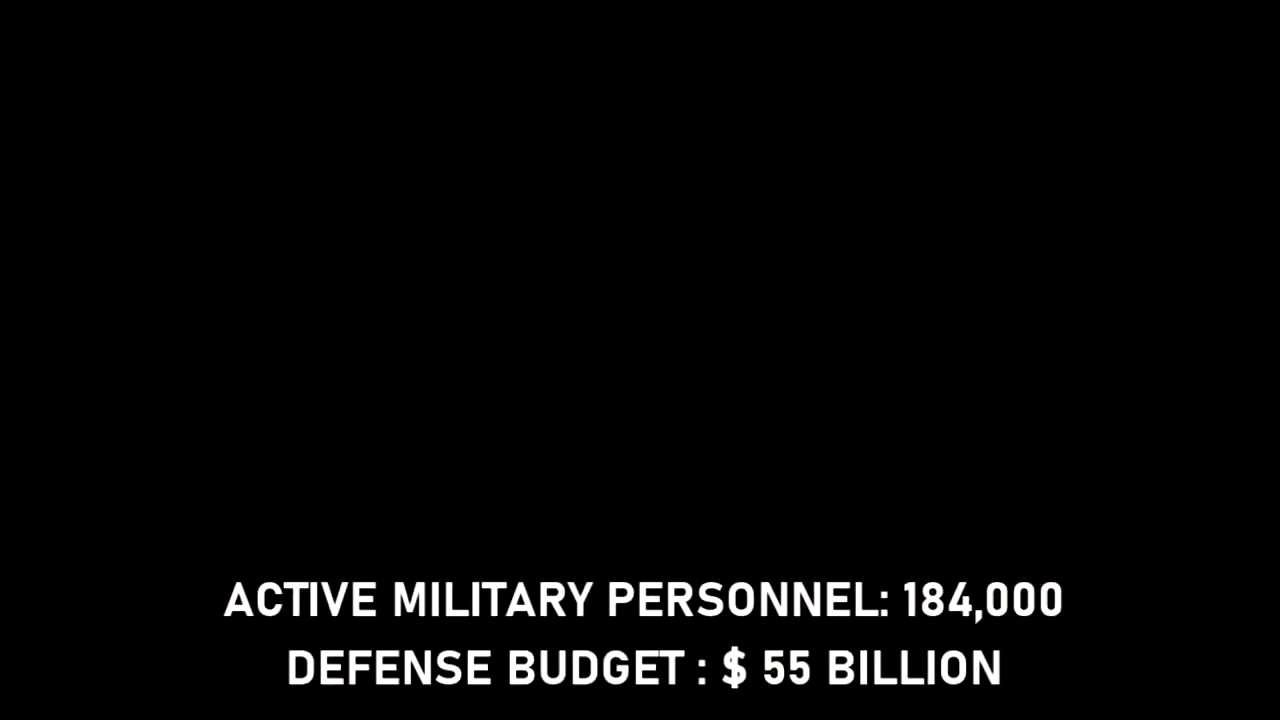 ACTIVE MILITARY PERSONNEL: 184,000
DEFENSE BUDGET : $ 55 BILLION